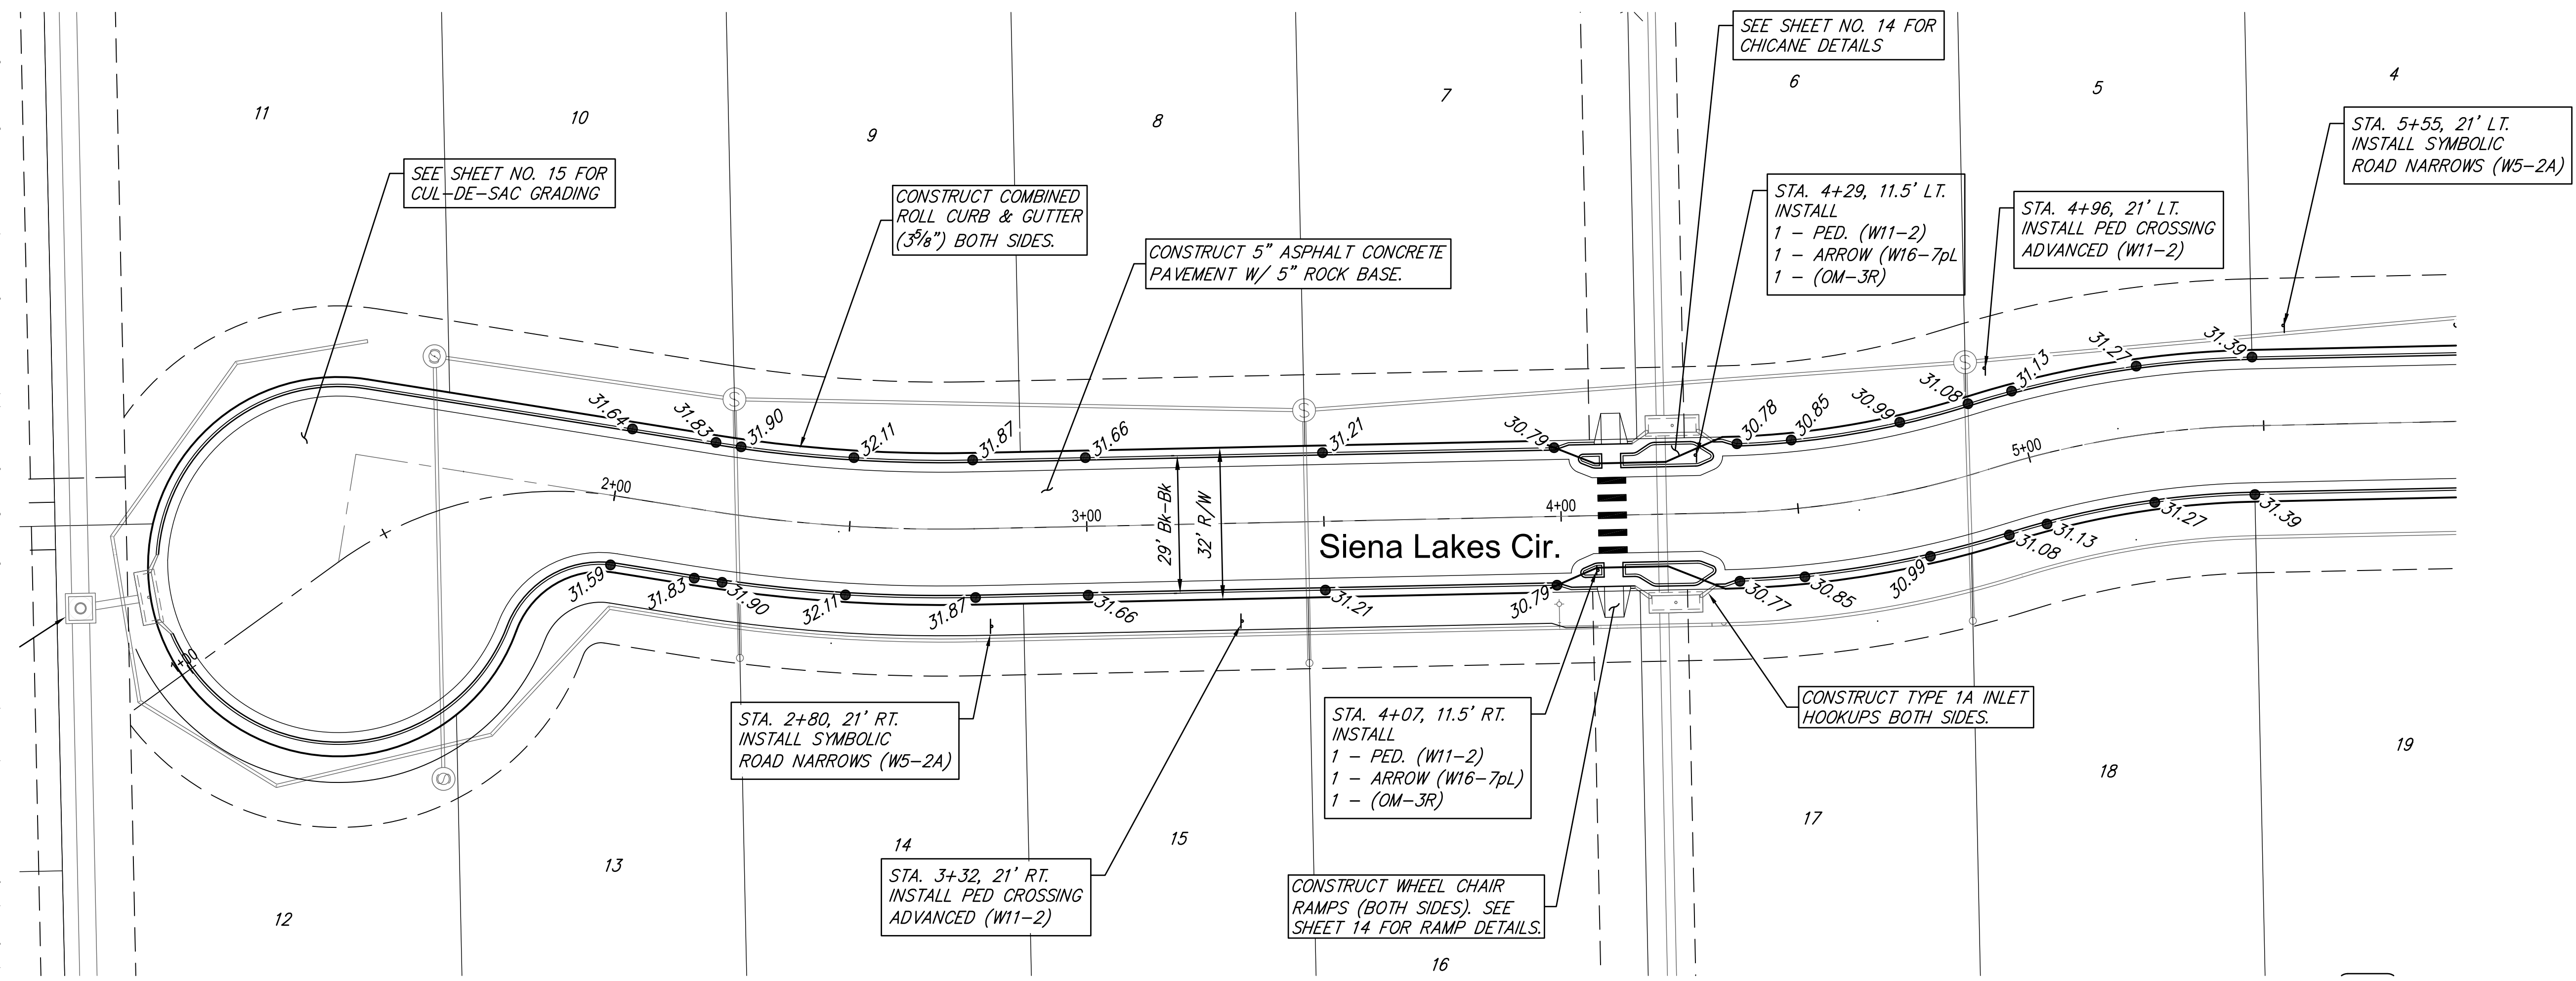 SEE SHEET NO. 14 FOR
CHICANE DETAILS
11
10
9
8
7
6
5
4
SEE SHEET NO. 15 FOR
CUL-DE-SAC GRADING
CONSTRUCT COMBINED
ROLL CURB & GUTTER
(3⅝") BOTH SIDES.
CONSTRUCT 5" ASPHALT CONCRETE
PAVEMENT W/ 5" ROCK BASE.
STA. 4+29, 11.5' LT.
INSTALL
1 - PED. (W11-2)
1 - ARROW (W16-7pL
1 - (OM-3R)
STA. 4+96, 21' LT.
INSTALL PED CROSSING
ADVANCED (W11-2)
STA. 5+55, 21' LT.
INSTALL SYMBOLIC
ROAD NARROWS (W5-2A)
S
S
S
S
S
31.64
31.83
31.90
32.11
31.87
31.66
31.21
30.79
30.78
30.85
30.99
31.08
31.13
31.27
31.39
1+00
2+00
3+00
4+00
5+00
29' Bk-Bk
32' R/W
Siena Lakes Cir.
31.59
31.83
31.90
32.11
31.87
31.66
31.21
30.79
30.77
30.85
30.99
31.08
31.13
31.27
31.39
STA. 2+80, 21' RT.
INSTALL SYMBOLIC
ROAD NARROWS (W5-2A)
STA. 3+32, 21' RT.
INSTALL PED CROSSING
ADVANCED (W11-2)
STA. 4+07, 11.5' RT.
INSTALL
1 - PED. (W11-2)
1 - ARROW (W16-7pL)
1 - (OM-3R)
CONSTRUCT WHEEL CHAIR
RAMPS (BOTH SIDES). SEE
SHEET 14 FOR RAMP DETAILS.
CONSTRUCT TYPE 1A INLET
HOOKUPS BOTH SIDES.
12
13
14
15
16
17
18
19